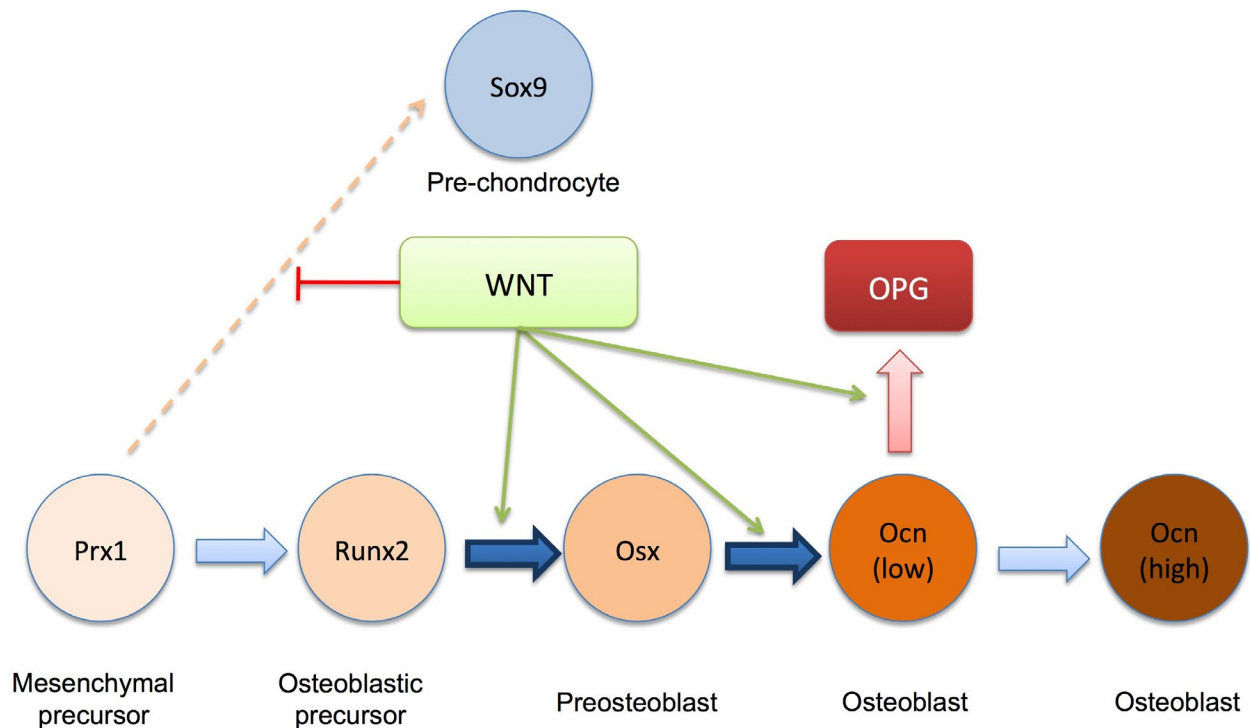 Sox9
Pre-chondrocyte
WNT
OPG
Prx1
Runx2
Osx
Ocn
(low)
Ocn
(high)
Mesenchymal
precursor
Osteoblastic
precursor
Preosteoblast
Osteoblast
Osteoblast